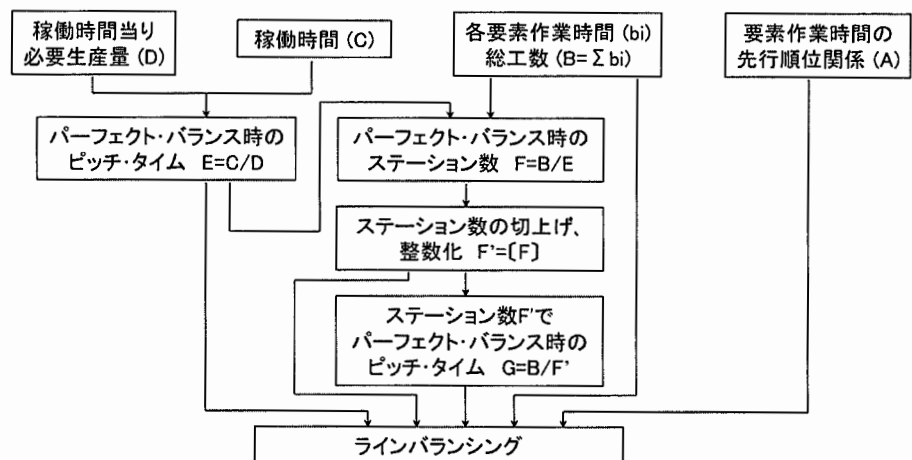 稼働時間当り
必要生産量 (D)
稼働時間 (C)
各要素作業時間 (bi)
総工数 (B=Σbi)
要素作業時間の
先行順位関係 (A)
パーフェクト・バランス時の
ピッチ・タイム E=C/D
パーフェクト・バランス時の
ステーション数 F=B/E
ステーション数の切上げ、
整数化 F'=〔F〕
ステーション数F'で
パーフェクト・バランス時の
ピッチ・タイム G=B/F'
ラインバランシング